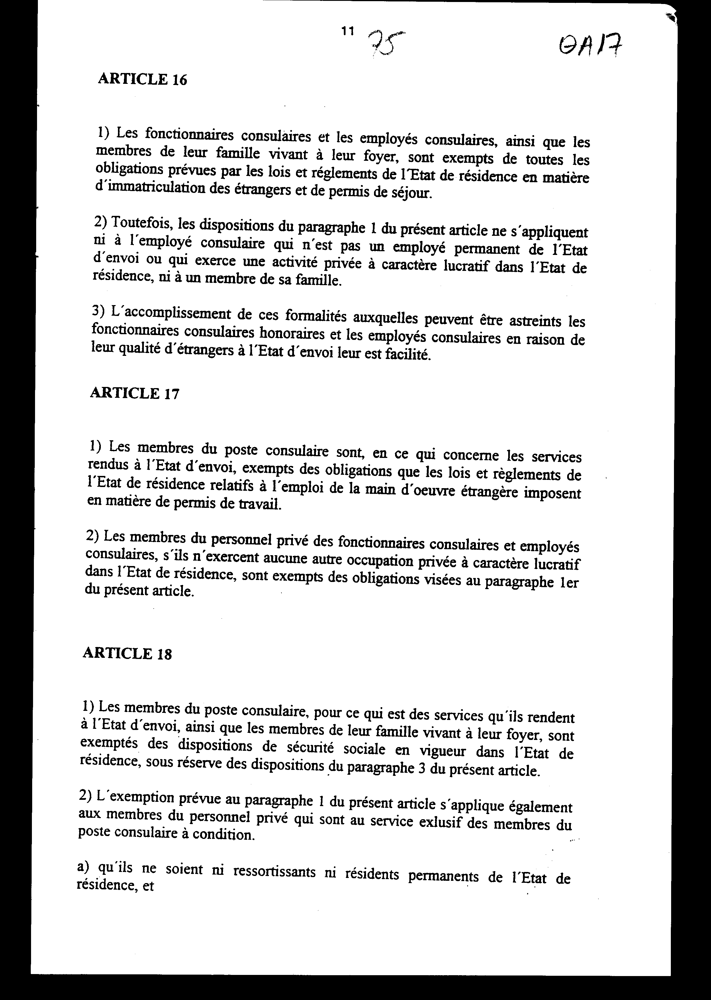 11
75
ΘA17
ARTICLE 16
1) Les fonctionnaires consulaires et les employés consulaires, ainsi que les
membres de leur famille vivant à leur foyer, sont exempts de toutes les
obligations prévues par les lois et réglements de l´Etat de résidence en matière
d´immatriculation des étrangers et de permis de séjour.
2) Toutefois, les dispositions du paragraphe 1 du présent article ne s´appliquent
ni à l´employé consulaire qui n´est pas un employé permanent de l´Etat
d´envoi ou qui exerce une activité privée à caractère lucratif dans l´Etat de
résidence, ni à un membre de sa famille.
3) L´accomplissement de ces formalités auxquelles peuvent être astreints les
fonctionnaires consulaires honoraires et les employés consulaires en raison de
leur qualité d´étrangers à l´Etat d´envoi leur est facilité.
ARTICLE 17
1) Les membres du poste consulaire sont, en ce qui concerne les services
rendus à l´Etat d´envoi, exempts des obligations que les lois et règlements de
l´Etat de résidence relatifs à l´emploi de la main d´oeuvre étrangère imposent
en matière de permis de travail.
2) Les membres du personnel privé des fonctionnaires consulaires et employés
consulaires, s´ils n´exercent aucune autre occupation privée à caractère lucratif
dans l´Etat de résidence, sont exempts des obligations visées au paragraphe 1er
du présent article.
ARTICLE 18
1) Les membres du poste consulaire, pour ce qui est des services qu´ils rendent
à l´Etat d´envoi, ainsi que les membres de leur famille vivant à leur foyer, sont
exemptés des dispositions de sécurité sociale en vigueur dans l´Etat de
résidence, sous réserve des dispositions du paragraphe 3 du présent article.
2) L´exemption prévue au paragraphe 1 du présent article s´applique également
aux membres du personnel privé qui sont au service exlusif des membres du
poste consulaire à condition.
a) qu´ils ne soient ni ressortissants ni résidents permanents de l´Etat de
résidence, et